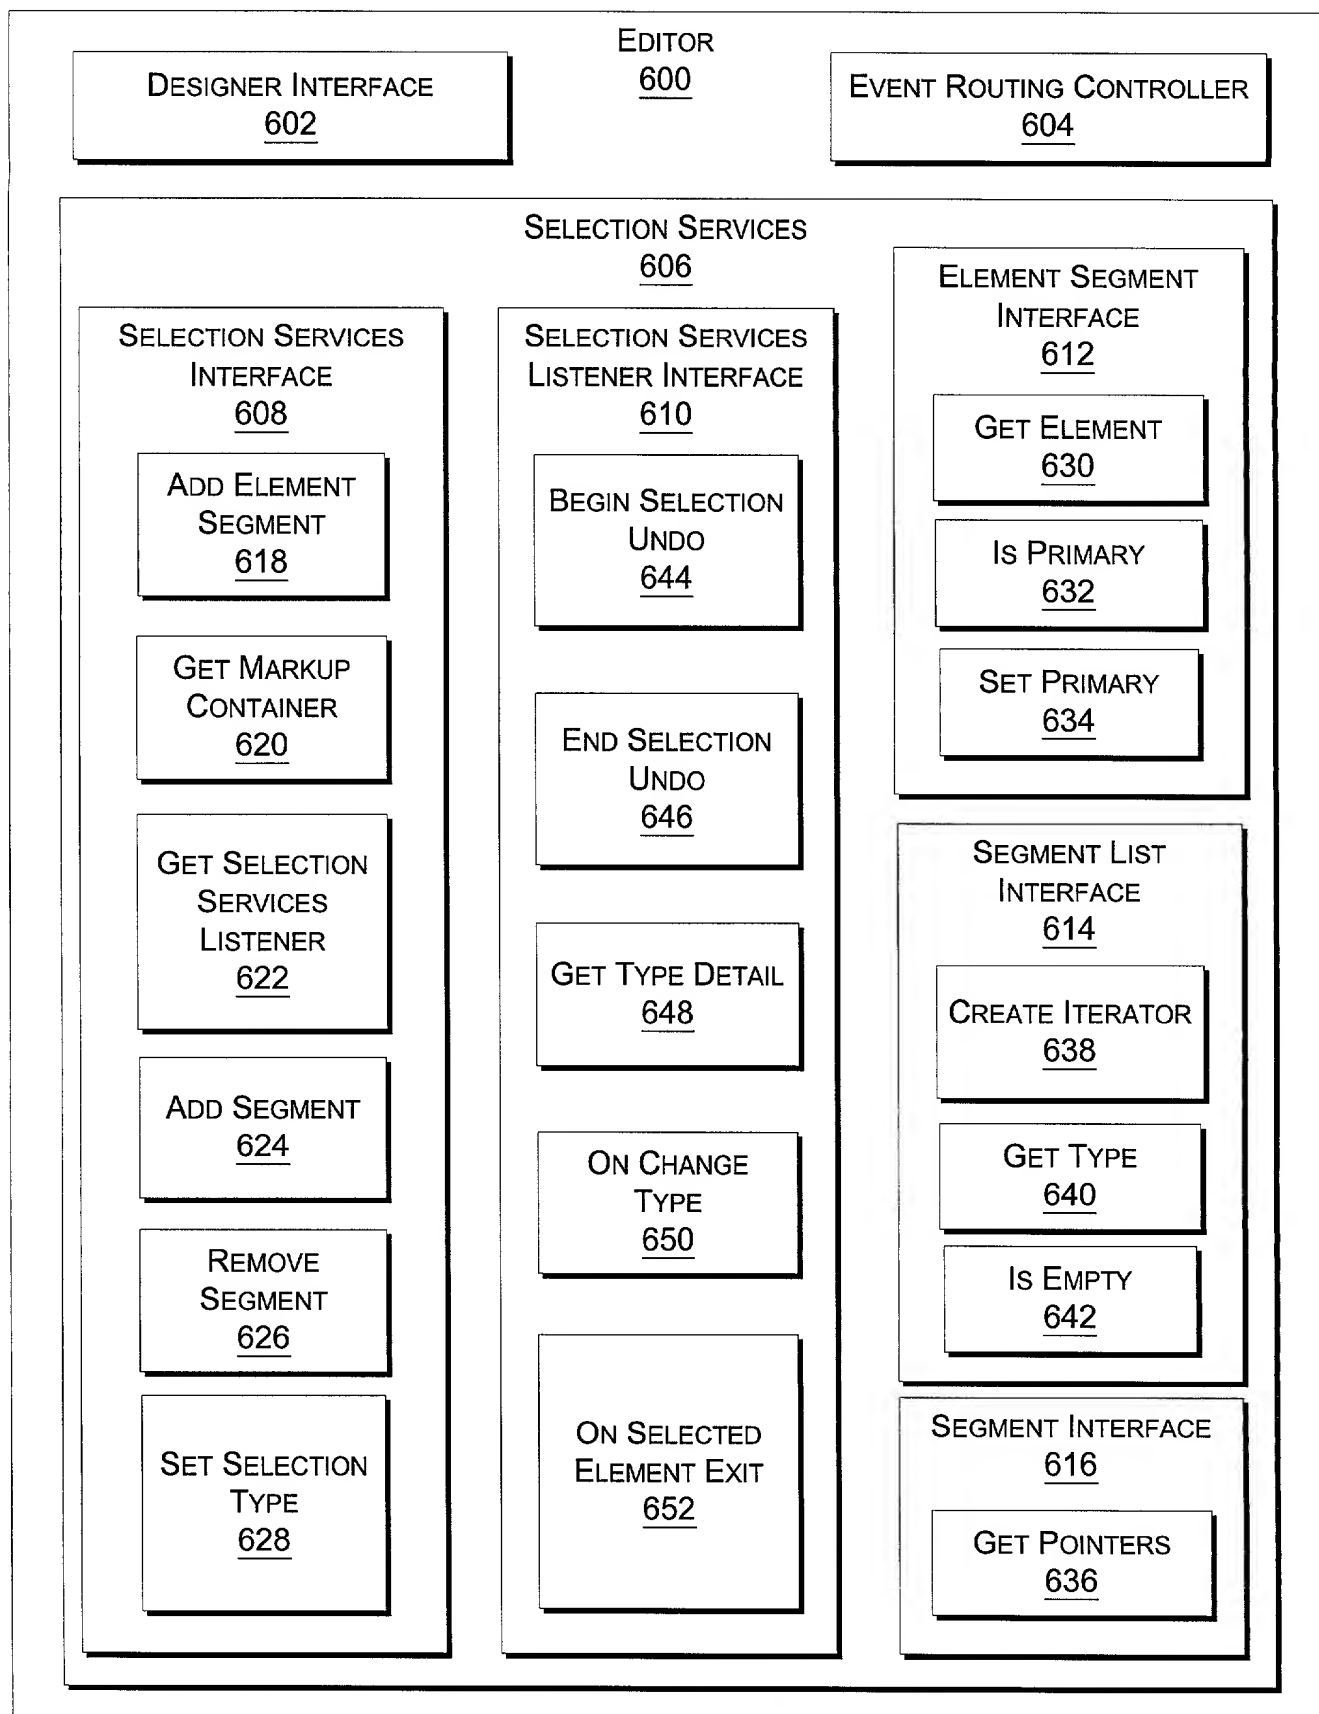 EDITOR
600
DESIGNER INTERFACE
602
EVENT ROUTING CONTROLLER
604
SELECTION SERVICES
606
SELECTION SERVICES
INTERFACE
608
ADD ELEMENT
SEGMENT
618
GET MARKUP
CONTAINER
620
GET SELECTION
SERVICES
LISTENER
622
ADD SEGMENT
624
REMOVE
SEGMENT
626
SET SELECTION
TYPE
628
SELECTION SERVICES
LISTENER INTERFACE
610
BEGIN SELECTION
UNDO
644
END SELECTION
UNDO
646
GET TYPE DETAIL
648
ON CHANGE
TYPE
650
ON SELECTED
ELEMENT EXIT
652
ELEMENT SEGMENT
INTERFACE
612
GET ELEMENT
630
IS PRIMARY
632
SET PRIMARY
634
SEGMENT LIST
INTERFACE
614
CREATE ITERATOR
638
GET TYPE
640
IS EMPTY
642
SEGMENT INTERFACE
616
GET POINTERS
636